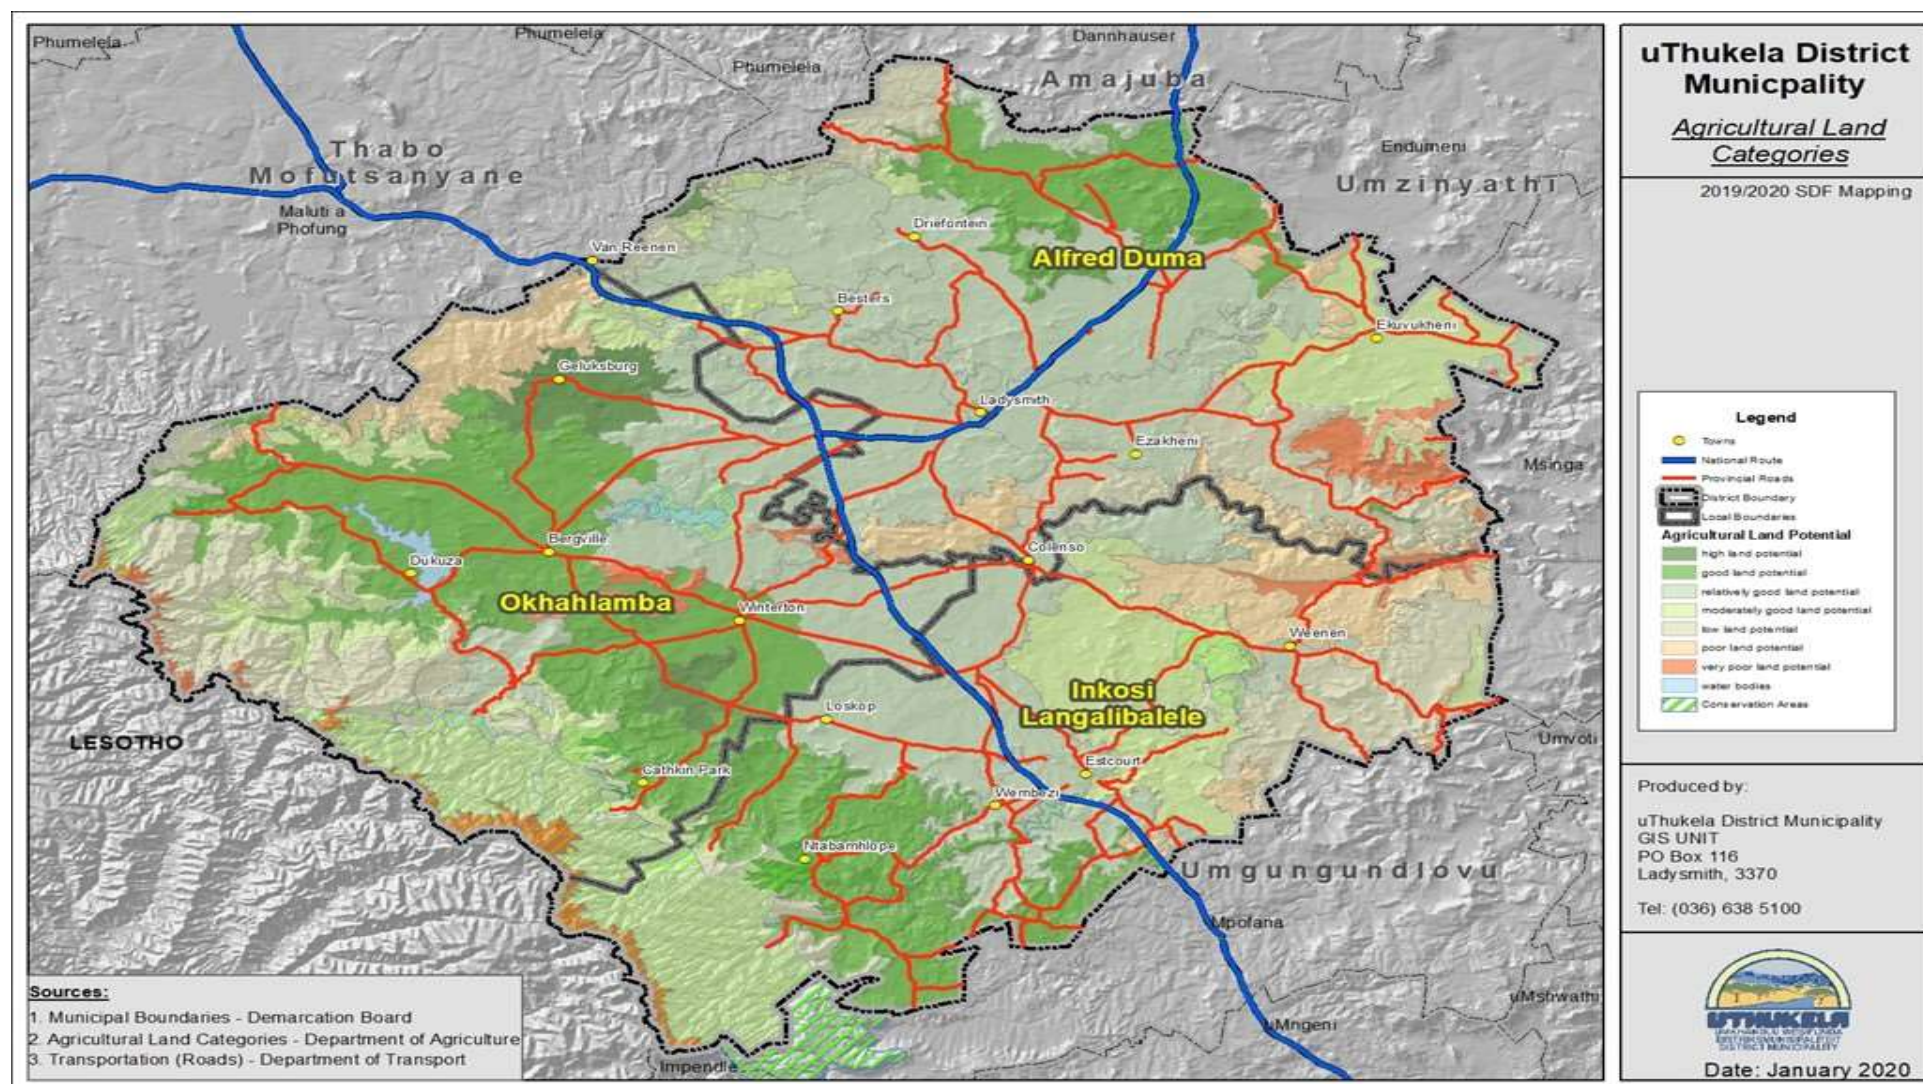 Phumelela
Phumelela
Phumelela
Dannhauser
Amajuba
Thabo
Mofutsanyane
Maluti a
Phofung
Endumeni
Umzinyathi
Van Reenen
Driefontein
Alfred Duma
Besters
Ekuvukheni
Geluksburg
Ladysmith
Ezakheni
Msinga
Bergville
Colenso
Dukuza
Okhahlamba
Winterton
Weenen
Inkosi
Langalibalele
Loskop
LESOTHO
Umvoti
Cathkin Park
Estcourt
Wembezi
Ntabamhlope
Umgungundlovu
Mpofana
uMshwathi
uMngeni
Impendle
Sources:
1. Municipal Boundaries - Demarcation Board
2. Agricultural Land Categories - Department of Agriculture
3. Transportation (Roads) - Department of Transport
uThukela District
Municpality
Agricultural Land
Categories
2019/2020 SDF Mapping
Legend
Towns
National Route
Provincial Roads
District Boundary
Local Boundaries
Agricultural Land Potential
high land potential
good land potential
relatively good land potential
moderately good land potential
low land potential
poor land potential
very poor land potential
water bodies
Conservation Areas
Produced by:
uThukela District Municipality
GIS UNIT
PO Box 116
Ladysmith, 3370
Tel: (036) 638 5100
UTHUKELA
DISTRICT MUNICIPALITY
Date: January 2020